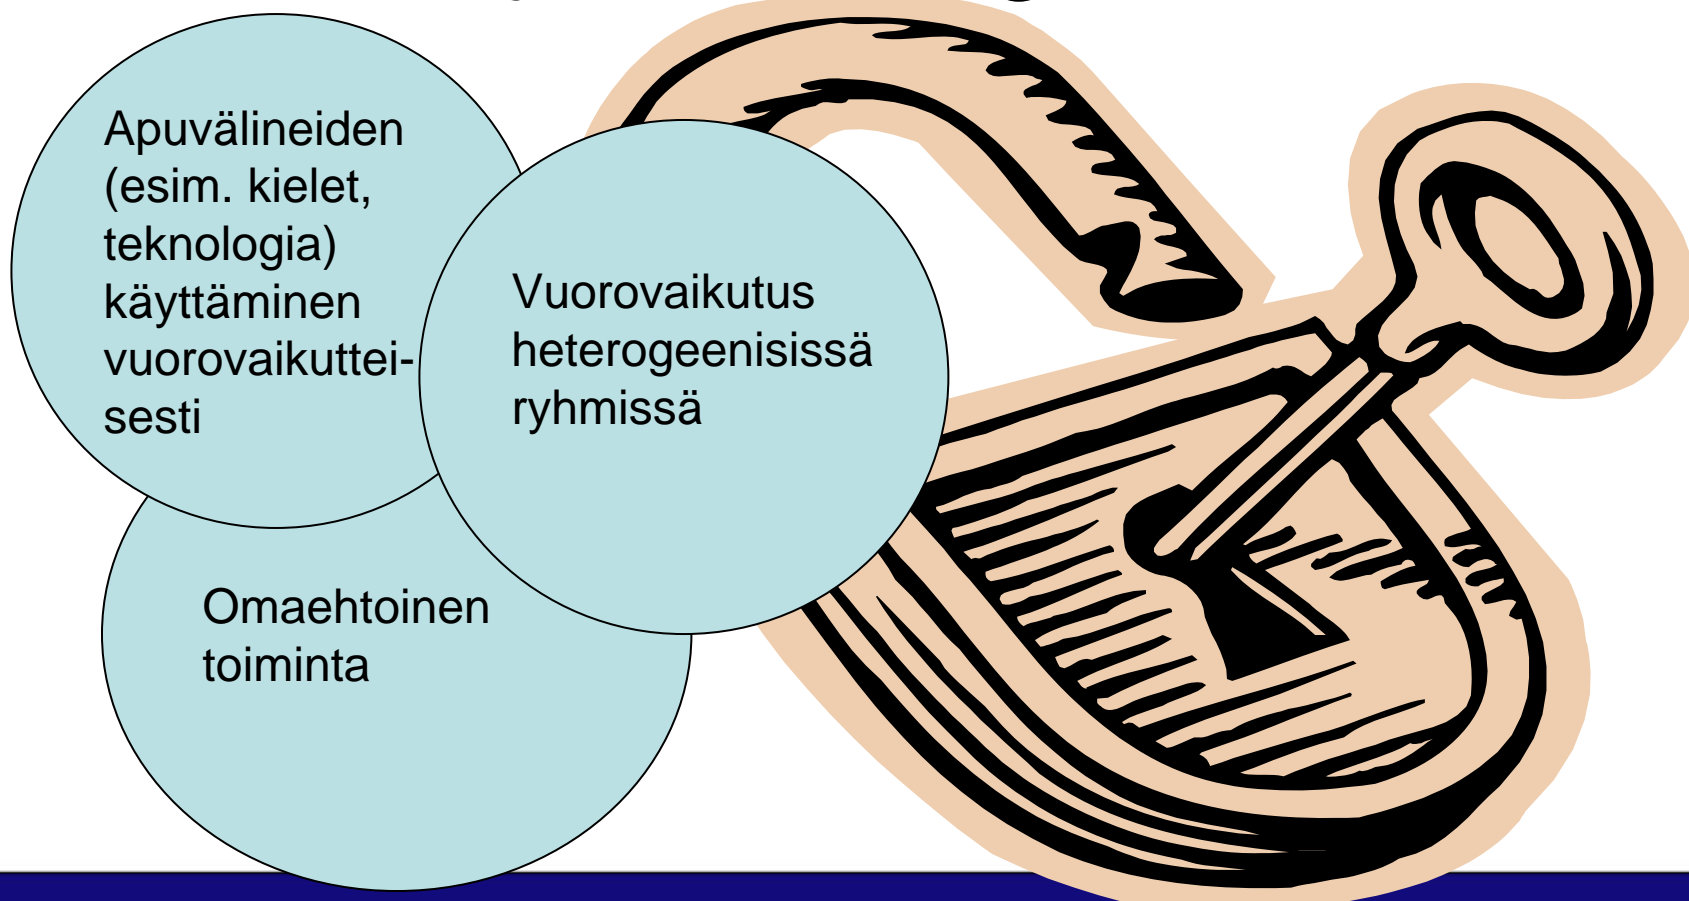 Apuvälineiden
(esim. kielet,
teknologia)
käyttäminen
vuorovaikuttei-
sesti
Vuorovaikutus
heterogeenisissä
ryhmissä
Omaehtoinen
toiminta